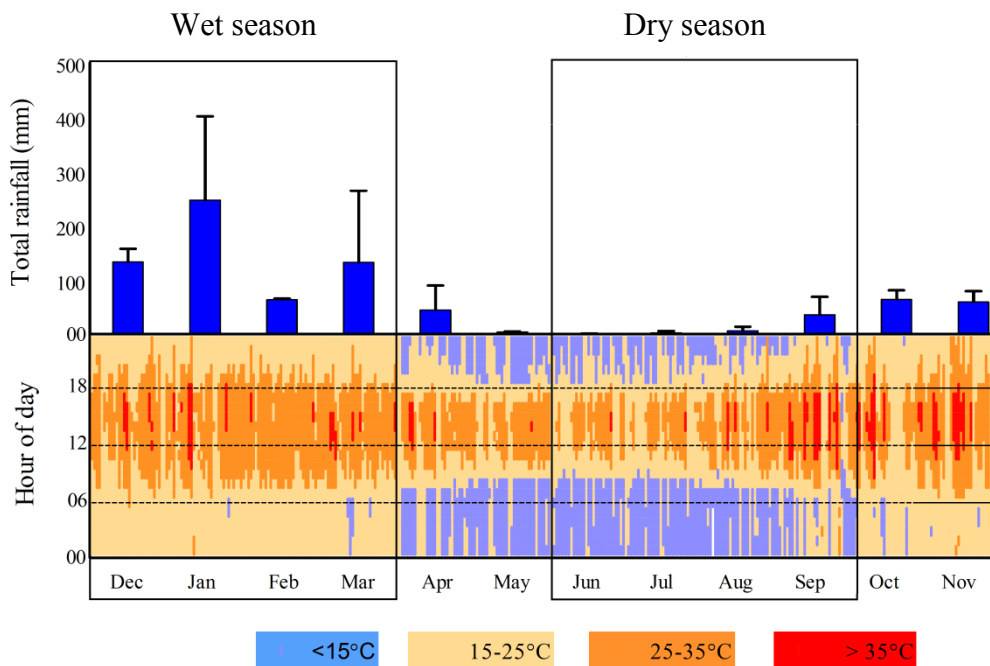 Wet season
Dry season
Total rainfall (mm)
500
400
300
200
100
00
Hour of day
00
18
12
06
00
Dec Jan Feb Mar Apr May Jun Jul Aug Sep Oct Nov
<15°C 15-25°C 25-35°C > 35°C